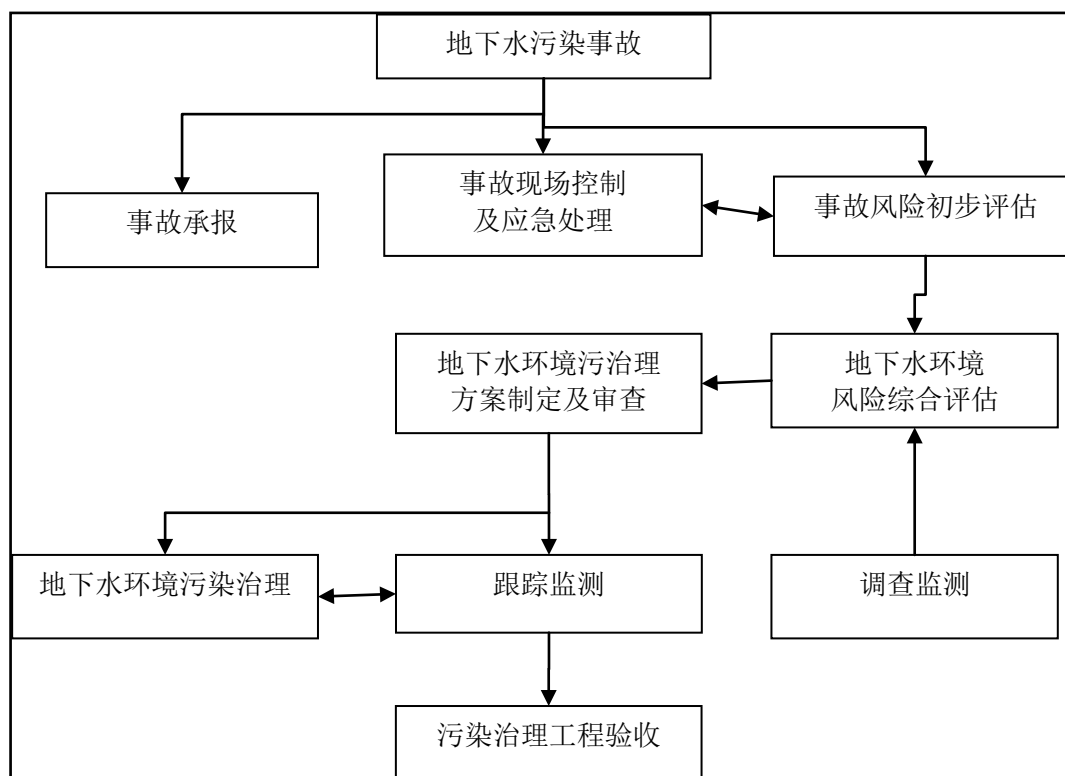 地下水污染事故
事故承报
事故现场控制
及应急处理
事故风险初步评估
地下水环境污治理
方案制定及审查
地下水环境
风险综合评估
地下水环境污染治理
跟踪监测
调查监测
污染治理工程验收